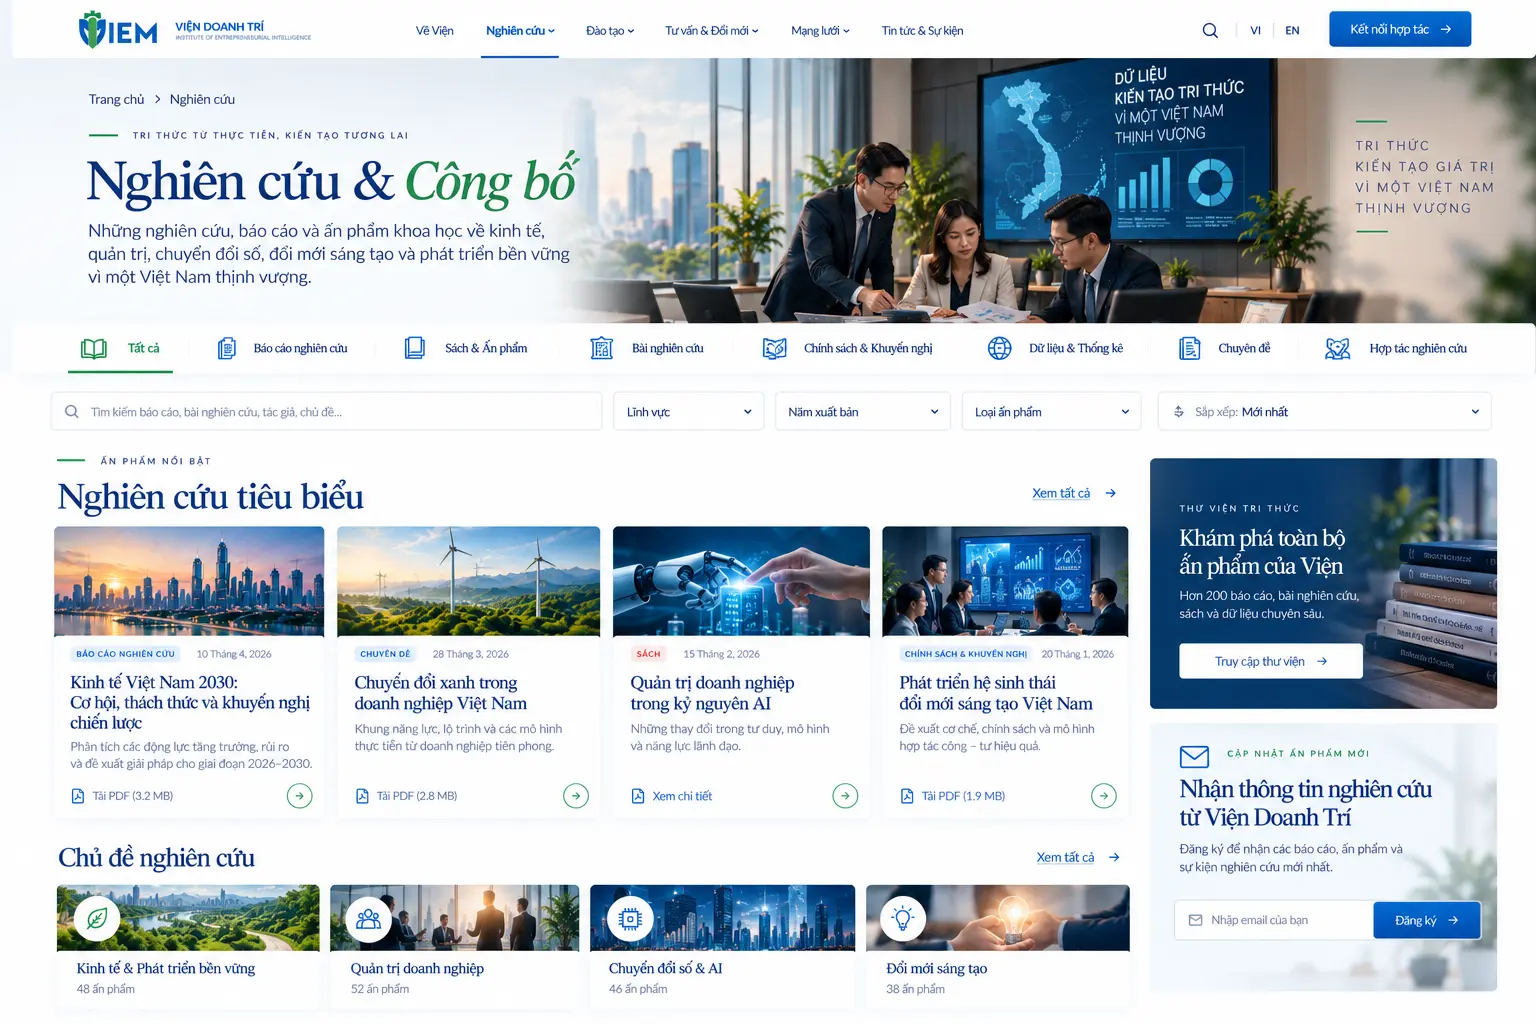 VIEM
VIỆN DOANH TRÍ
INSTITUTE OF ENTREPRENEURIAL INTELLIGENCE
Về Viện
Nghiên cứu
Đào tạo
Tư vấn & Đổi mới
Mạng lưới
Tin tức & Sự kiện
VI
EN
Kết nối hợp tác
Trang chủ > Nghiên cứu
TRI THỨC TỪ THỰC TIỄN, KIẾN TẠO TƯƠNG LAI
Nghiên cứu & Công bố
Những nghiên cứu, báo cáo và ấn phẩm khoa học về kinh tế,
quản trị, chuyển đổi số, đổi mới sáng tạo và phát triển bền vững
vì một Việt Nam thịnh vượng.
DỮ LIỆU
KIẾN TẠO TRI THỨC
VÌ MỘT VIỆT NAM
THỊNH VƯỢNG
TRI THỨC
KIẾN TẠO GIÁ TRỊ
VÌ MỘT VIỆT NAM
THỊNH VƯỢNG
Tất cả
Báo cáo nghiên cứu
Sách & Ấn phẩm
Bài nghiên cứu
Chính sách & Khuyến nghị
Dữ liệu & Thống kê
Chuyên đề
Hợp tác nghiên cứu
Tìm kiếm báo cáo, bài nghiên cứu, tác giả, chủ đề...
Lĩnh vực
Năm xuất bản
Loại ấn phẩm
Sắp xếp: Mới nhất
ẤN PHẨM NỔI BẬT
Nghiên cứu tiêu biểu
Xem tất cả
BÁO CÁO NGHIÊN CỨU
10 Tháng 4, 2026
Kinh tế Việt Nam 2030:
Cơ hội, thách thức và khuyến nghị
chiến lược
Phân tích các động lực tăng trưởng, rủi ro
và đề xuất giải pháp cho giai đoạn 2026–2030.
Tải PDF (3.2 MB)
CHUYÊN ĐỀ
28 Tháng 3, 2026
Chuyển đổi xanh trong
doanh nghiệp Việt Nam
Khung năng lực, lộ trình và các mô hình
thực tiễn từ doanh nghiệp tiên phong.
Tải PDF (2.8 MB)
SÁCH
15 Tháng 2, 2026
Quản trị doanh nghiệp
trong kỷ nguyên AI
Những thay đổi trong tư duy, mô hình
và năng lực lãnh đạo.
Xem chi tiết
CHÍNH SÁCH & KHUYẾN NGHỊ
20 Tháng 1, 2026
Phát triển hệ sinh thái
đổi mới sáng tạo Việt Nam
Đề xuất cơ chế, chính sách và mô hình
hợp tác công – tư hiệu quả.
Tải PDF (1.9 MB)
THƯ VIỆN TRI THỨC
Khám phá toàn bộ
ấn phẩm của Viện
Hơn 200 báo cáo, bài nghiên cứu,
sách và dữ liệu chuyên sâu.
Truy cập thư viện
CẬP NHẬT ẤN PHẨM MỚI
Nhận thông tin nghiên cứu
từ Viện Doanh Trí
Đăng ký để nhận các báo cáo, ấn phẩm và
sự kiện nghiên cứu mới nhất.
Nhập email của bạn
Đăng ký
Chủ đề nghiên cứu
Xem tất cả
Kinh tế & Phát triển bền vững
48 ấn phẩm
Quản trị doanh nghiệp
52 ấn phẩm
Chuyển đổi số & AI
46 ấn phẩm
Đổi mới sáng tạo
38 ấn phẩm